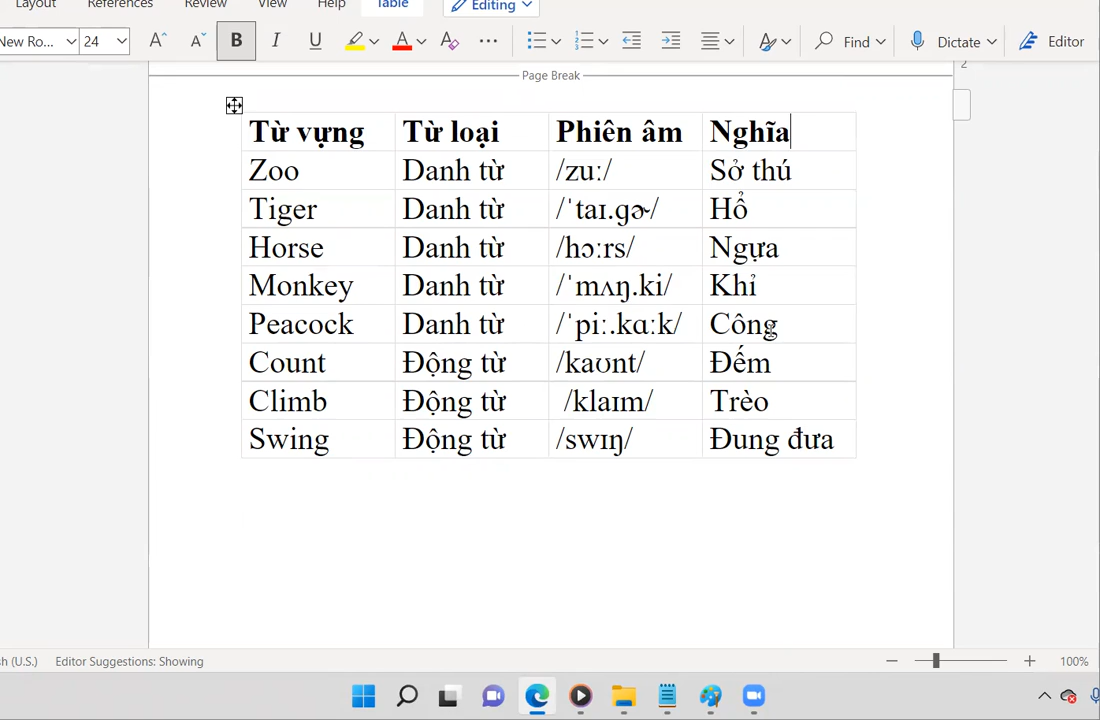 Layout References Review View Help Table Editing
New Ro... 24 A A B I U A Find Dictate Editor
2
Page Break
Từ vựng Từ loại Phiên âm Nghĩa
Zoo Danh từ /zuː/ Sở thú
Tiger Danh từ /ˈtaɪ.ɡɚ/ Hổ
Horse Danh từ /hɔːrs/ Ngựa
Monkey Danh từ /ˈmʌŋ.ki/ Khỉ
Peacock Danh từ /ˈpiː.kɑːk/ Công
Count Động từ /kaʊnt/ Đếm
Climb Động từ /klaɪm/ Trèo
Swing Động từ /swɪŋ/ Đung đưa
sh (U.S.) Editor Suggestions: Showing 100%